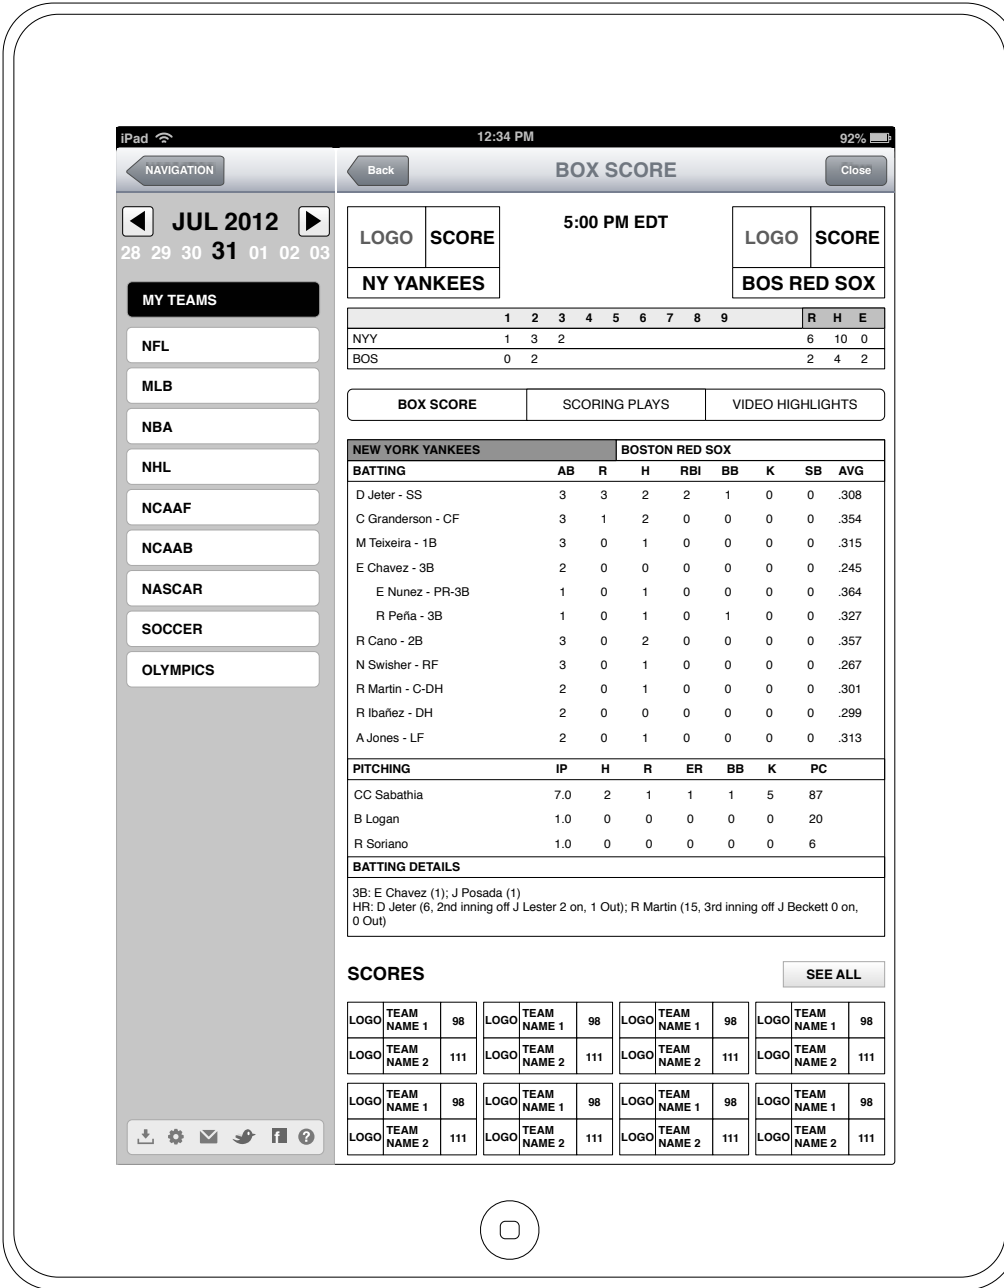 iPad 12:34 PM 92%
NAVIGATION
Back BOX SCORE Close
JUL 2012
28 29 30 31 01 02 03
MY TEAMS
NFL
MLB
NBA
NHL
NCAAF
NCAAB
NASCAR
SOCCER
OLYMPICS
LOGO SCORE 5:00 PM EDT LOGO SCORE
NY YANKEES BOS RED SOX
1 2 3 4 5 6 7 8 9 R H E
NYY 1 3 2 6 10 0
BOS 0 2 2 4 2
BOX SCORE SCORING PLAYS VIDEO HIGHLIGHTS
NEW YORK YANKEES BOSTON RED SOX
BATTING AB R H RBI BB K SB AVG
D Jeter - SS 3 3 2 2 1 0 0 .308
C Granderson - CF 3 1 2 0 0 0 0 .354
M Teixeira - 1B 3 0 1 0 0 0 0 .315
E Chavez - 3B 2 0 0 0 0 0 0 .245
E Nunez - PR-3B 1 0 1 0 0 0 0 .364
R Peña - 3B 1 0 1 0 1 0 0 .327
R Cano - 2B 3 0 2 0 0 0 0 .357
N Swisher - RF 3 0 1 0 0 0 0 .267
R Martin - C-DH 2 0 1 0 0 0 0 .301
R Ibañez - DH 2 0 0 0 0 0 0 .299
A Jones - LF 2 0 1 0 0 0 0 .313
PITCHING IP H R ER BB K PC
CC Sabathia 7.0 2 1 1 1 5 87
B Logan 1.0 0 0 0 0 0 20
R Soriano 1.0 0 0 0 0 0 6
BATTING DETAILS
3B: E Chavez (1); J Posada (1)
HR: D Jeter (6, 2nd inning off J Lester 2 on, 1 Out); R Martin (15, 3rd inning off J Beckett 0 on,
0 Out)
SCORES SEE ALL
LOGO TEAM NAME 1 98 LOGO TEAM NAME 1 98 LOGO TEAM NAME 1 98 LOGO TEAM NAME 1 98
LOGO TEAM NAME 2 111 LOGO TEAM NAME 2 111 LOGO TEAM NAME 2 111 LOGO TEAM NAME 2 111
LOGO TEAM NAME 1 98 LOGO TEAM NAME 1 98 LOGO TEAM NAME 1 98 LOGO TEAM NAME 1 98
LOGO TEAM NAME 2 111 LOGO TEAM NAME 2 111 LOGO TEAM NAME 2 111 LOGO TEAM NAME 2 111